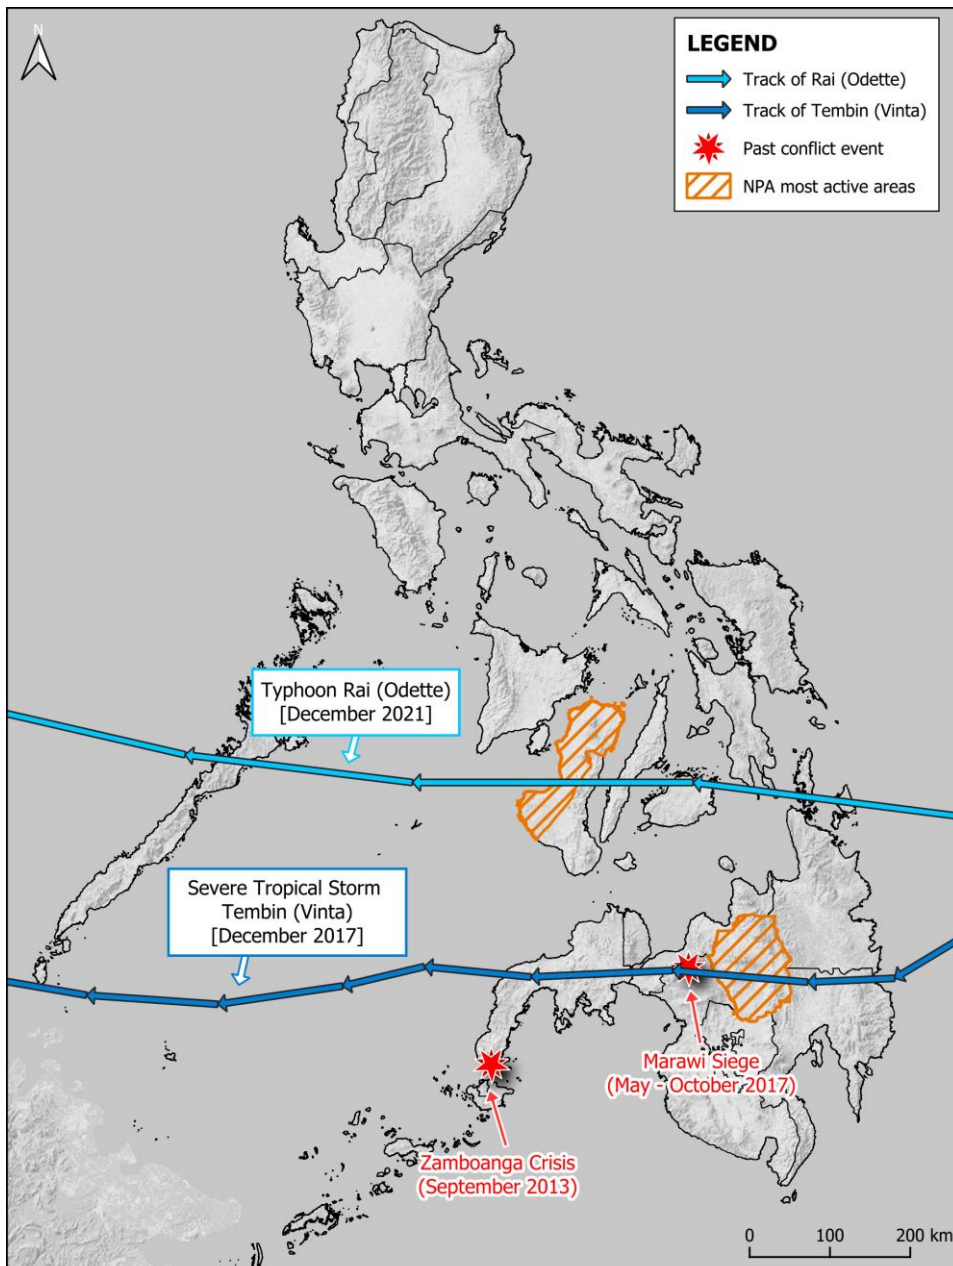 N
LEGEND
Track of Rai (Odette)
Track of Tembin (Vinta)
Past conflict event
NPA most active areas
Typhoon Rai (Odette)
[December 2021]
Severe Tropical Storm
Tembin (Vinta)
[December 2017]
Marawi Siege
(May - October 2017)
Zamboanga Crisis
(September 2013)
0 100 200 km